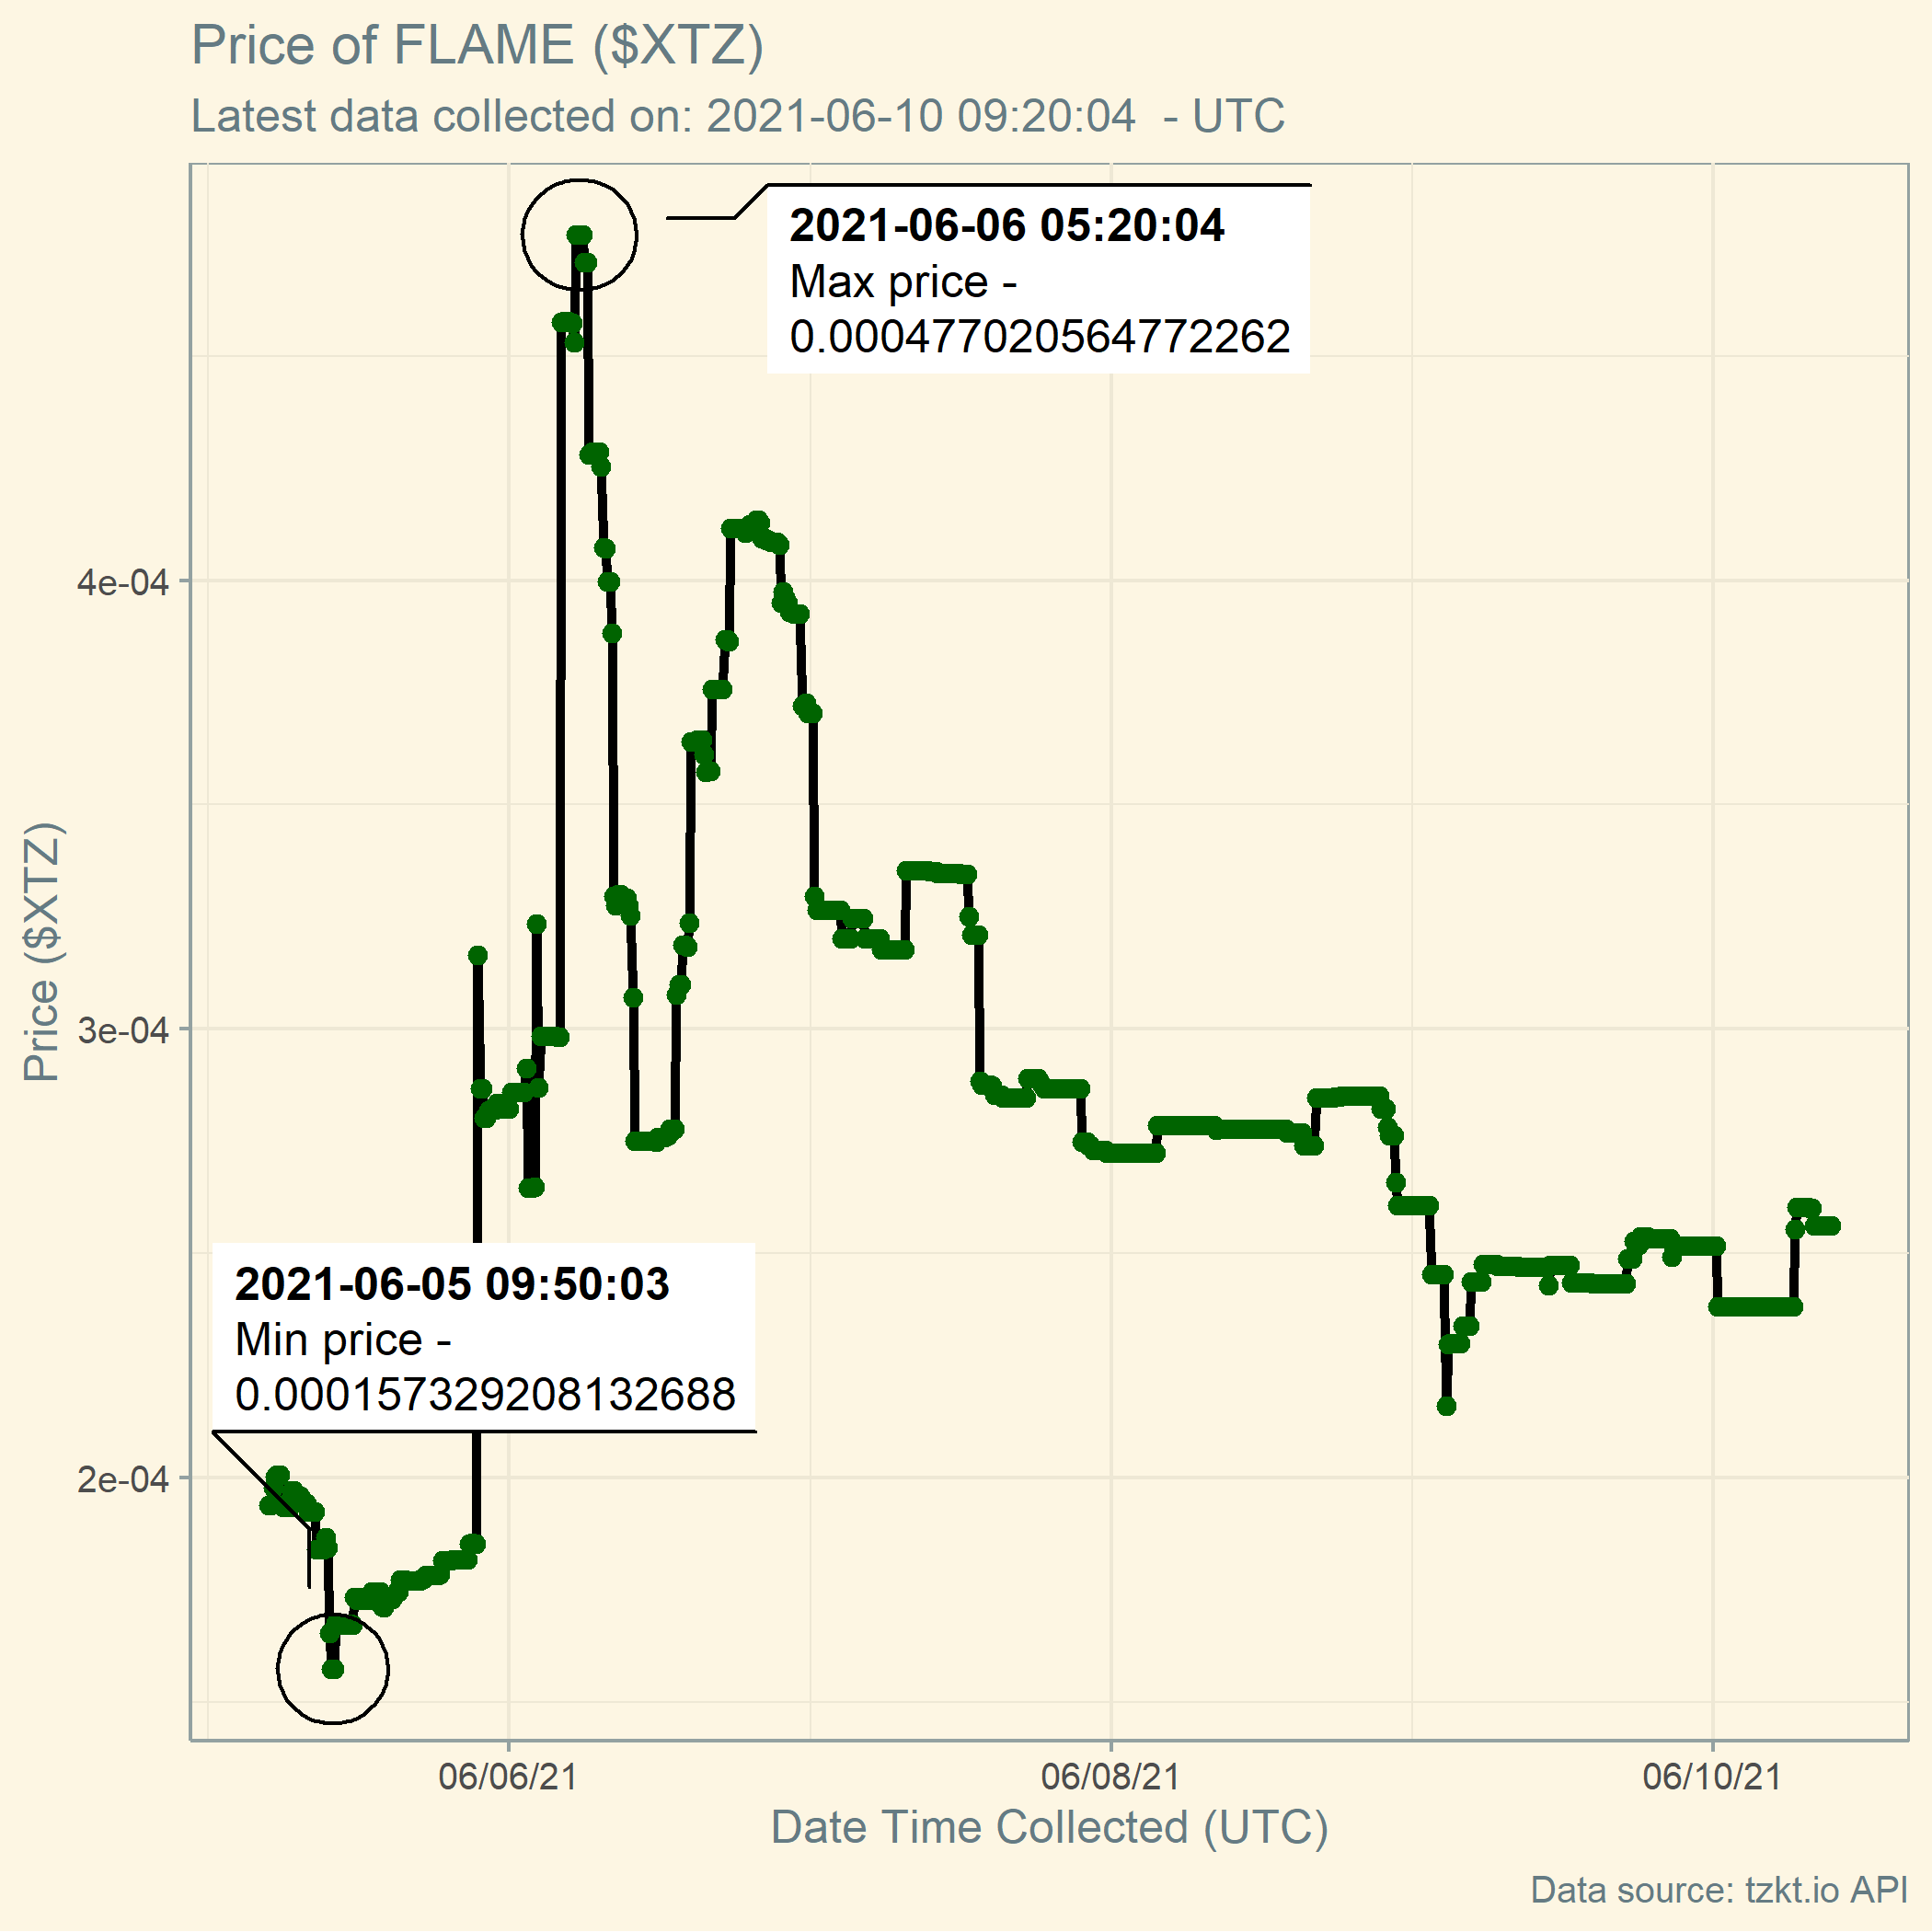 Price of FLAME ($XTZ)
Latest data collected on: 2021-06-10 09:20:04  - UTC
2021-06-06 05:20:04
Max price -
0.000477020564772262
4e-04
3e-04
2e-04
Price ($XTZ)
2021-06-05 09:50:03
Min price -
0.000157329208132688
06/06/21
06/08/21
06/10/21
Date Time Collected (UTC)
Data source: tzkt.io API